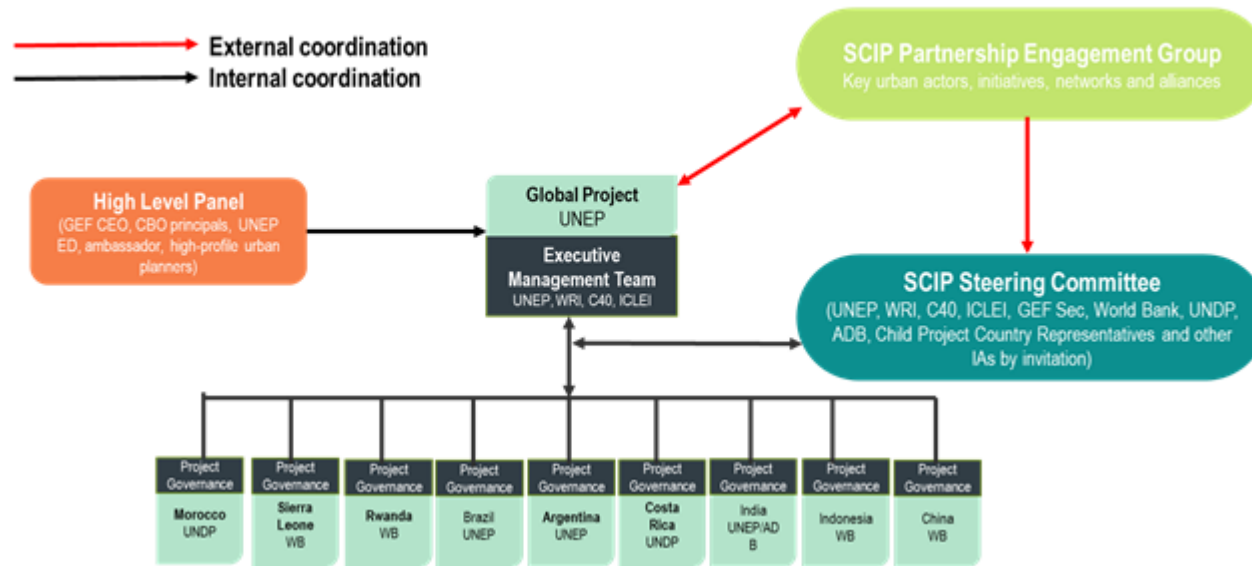 External coordination
Internal coordination
SCIP Partnership Engagement Group
Key urban actors, initiatives, networks and alliances
High Level Panel
(GEF CEO, CBO principals, UNEP
ED, ambassador, high-profile urban
planners)
Global Project
UNEP
Executive
Management Team
UNEP, WRI, C40, ICLEI
SCIP Steering Committee
(UNEP, WRI, C40, ICLEI, GEF Sec, World Bank, UNDP,
ADB, Child Project Country Representatives and other
IAs by invitation)
Project
Governance
Morocco
UNDP
Project
Governance
Sierra
Leone
WB
Project
Governance
Rwanda
WB
Project
Governance
Brazil
UNEP
Project
Governance
Argentina
UNEP
Project
Governance
Costa
Rica
UNDP
Project
Governance
India
UNEP/AD
B
Project
Governance
Indonesia
WB
Project
Governance
China
WB